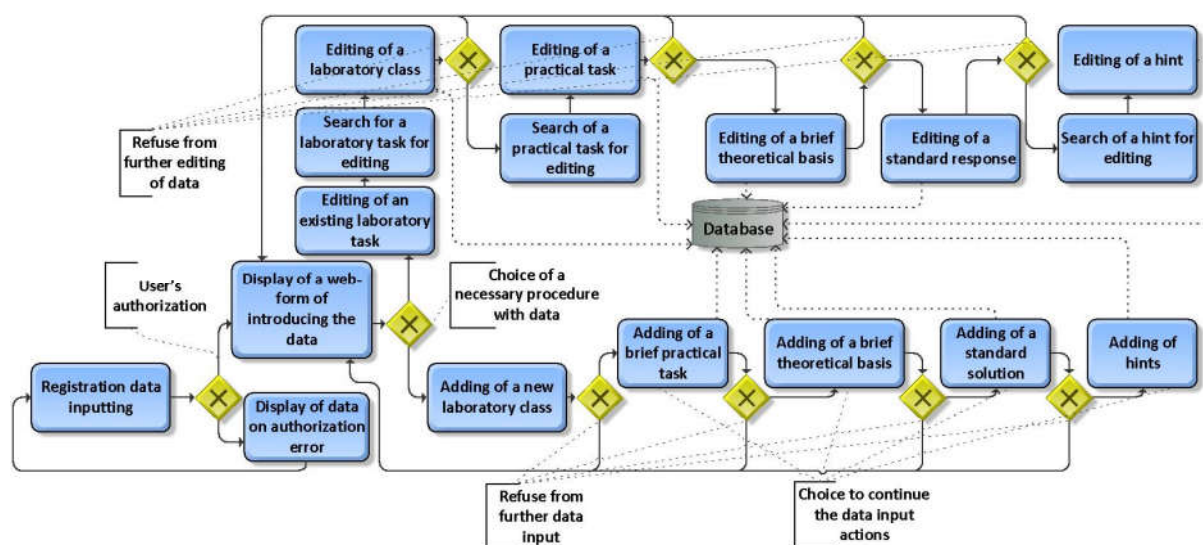 Editing of a
laboratory class
Editing of a
practical task
Editing of a hint
Refuse from
further editing
of data
Search for a
laboratory task for
editing
Search of a
practical task for
editing
Editing of a brief
theoretical basis
Editing of a
standard response
Search of a hint for
editing
Editing of an
existing laboratory
task
Database
User's
authorization
Display of a web-
form of
introducing the
data
Choice of a
necessary procedure
with data
Registration data
inputting
Display of data
on authorization
error
Adding of a new
laboratory class
Adding of a
brief practical
task
Adding of a brief
theoretical basis
Adding of a
standard
solution
Adding of
hints
Refuse from
further data
input
Choice to continue
the data input
actions